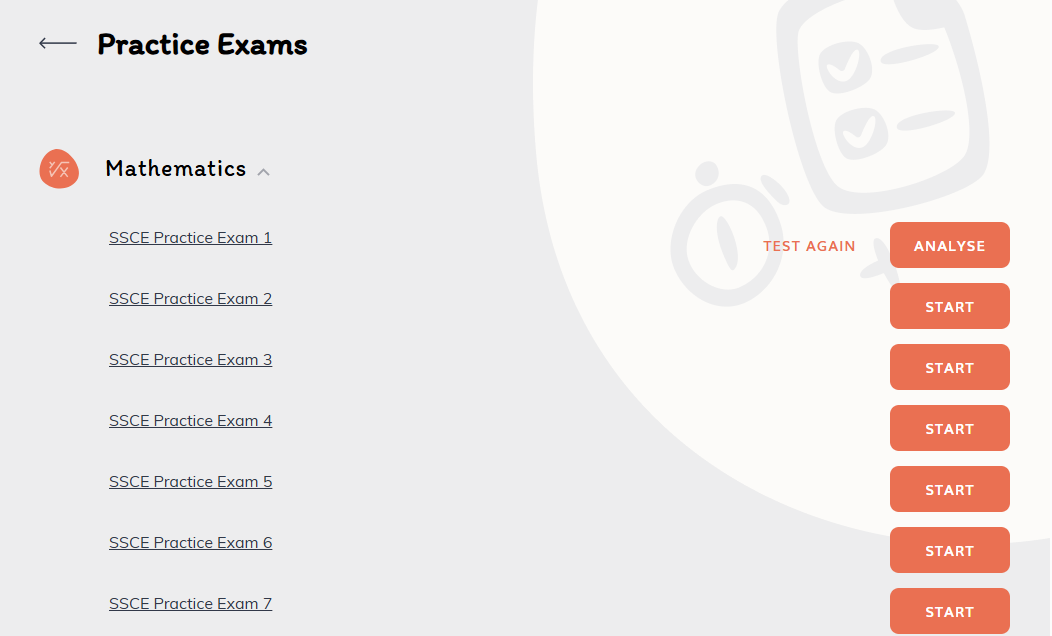 Practice Exams
Mathematics
SSCE Practice Exam 1 TEST AGAIN ANALYSE
SSCE Practice Exam 2 START
SSCE Practice Exam 3 START
SSCE Practice Exam 4 START
SSCE Practice Exam 5 START
SSCE Practice Exam 6 START
SSCE Practice Exam 7 START